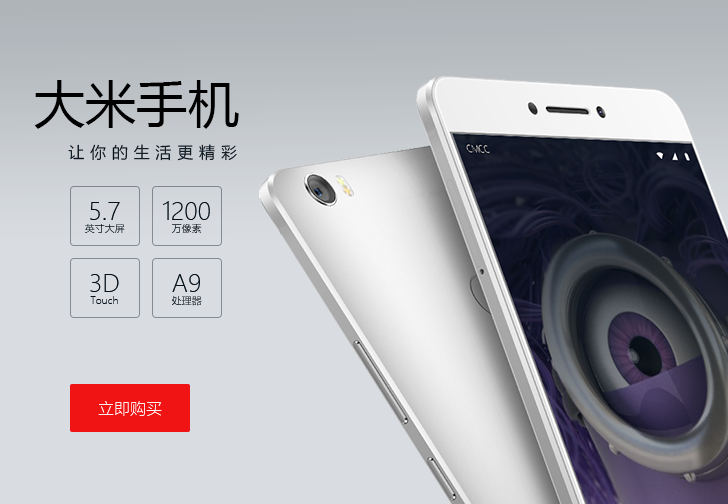 大米手机
让你的生活更精彩
5.7
英寸大屏
1200
万像素
3D
Touch
A9
处理器
立即购买
CMCC